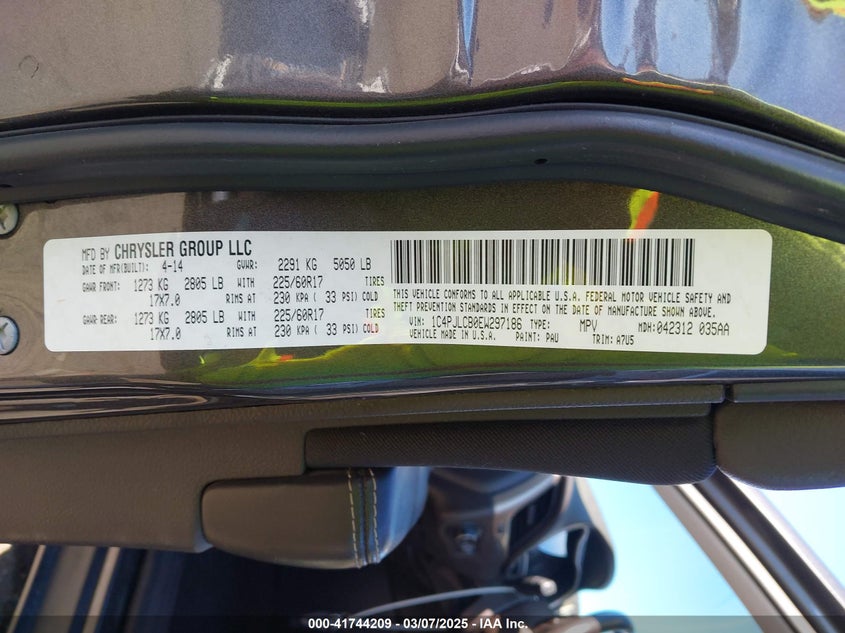 MFD BY CHRYSLER GROUP LLC
DATE OF MFR(BUILT): 4-14 GVWR: 2291 KG 5050 LB
GAWR FRONT: 1273 KG 2805 LB WITH 225/60R17 TIRES
17X7.0 RIMS AT 230 KPA ( 33 PSI) COLD
GAWR REAR: 1273 KG 2805 LB WITH 225/60R17 TIRES
17X7.0 RIMS AT 230 KPA ( 33 PSI) COLD
THIS VEHICLE CONFORMS TO ALL APPLICABLE U.S.A. FEDERAL MOTOR VEHICLE SAFETY AND
THEFT PREVENTION STANDARDS IN EFFECT ON THE DATE OF MANUFACTURE SHOWN ABOVE.
VIN: 1C4PJLCB0EW297186 TYPE: MPV MDH: 042312 035AA
VEHICLE MADE IN U.S.A. PAINT: PAU TRIM: A7U5
000-41744209 - 03/07/2025 - IAA Inc.